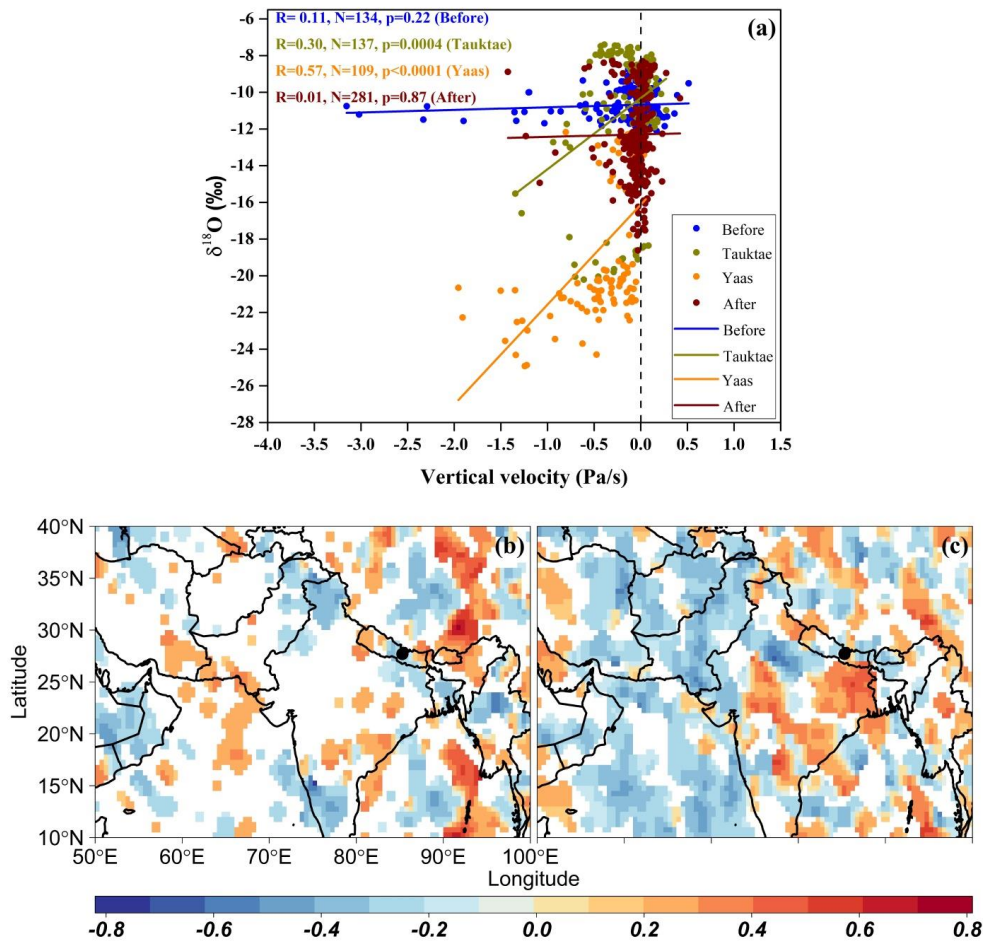 (a)
R= 0.11, N=134, p=0.22 (Before)
R=0.30, N=137, p=0.0004 (Tauktae)
R=0.57, N=109, p<0.0001 (Yaas)
R=0.01, N=281, p=0.87 (After)
-6
-8
-10
-12
-14
-16
-18
-20
-22
-24
-26
-28
δ¹⁸O (‰)
Before
Tauktae
Yaas
After
Before
Tauktae
Yaas
After
-4.0 -3.5 -3.0 -2.5 -2.0 -1.5 -1.0 -0.5 0.0 0.5 1.0 1.5
Vertical velocity (Pa/s)
(b) (c)
40°N
35°N
30°N
25°N
20°N
15°N
10°N
Latitude
50°E 60°E 70°E 80°E 90°E 100°E
Longitude
-0.8 -0.6 -0.4 -0.2 0.0 0.2 0.4 0.6 0.8